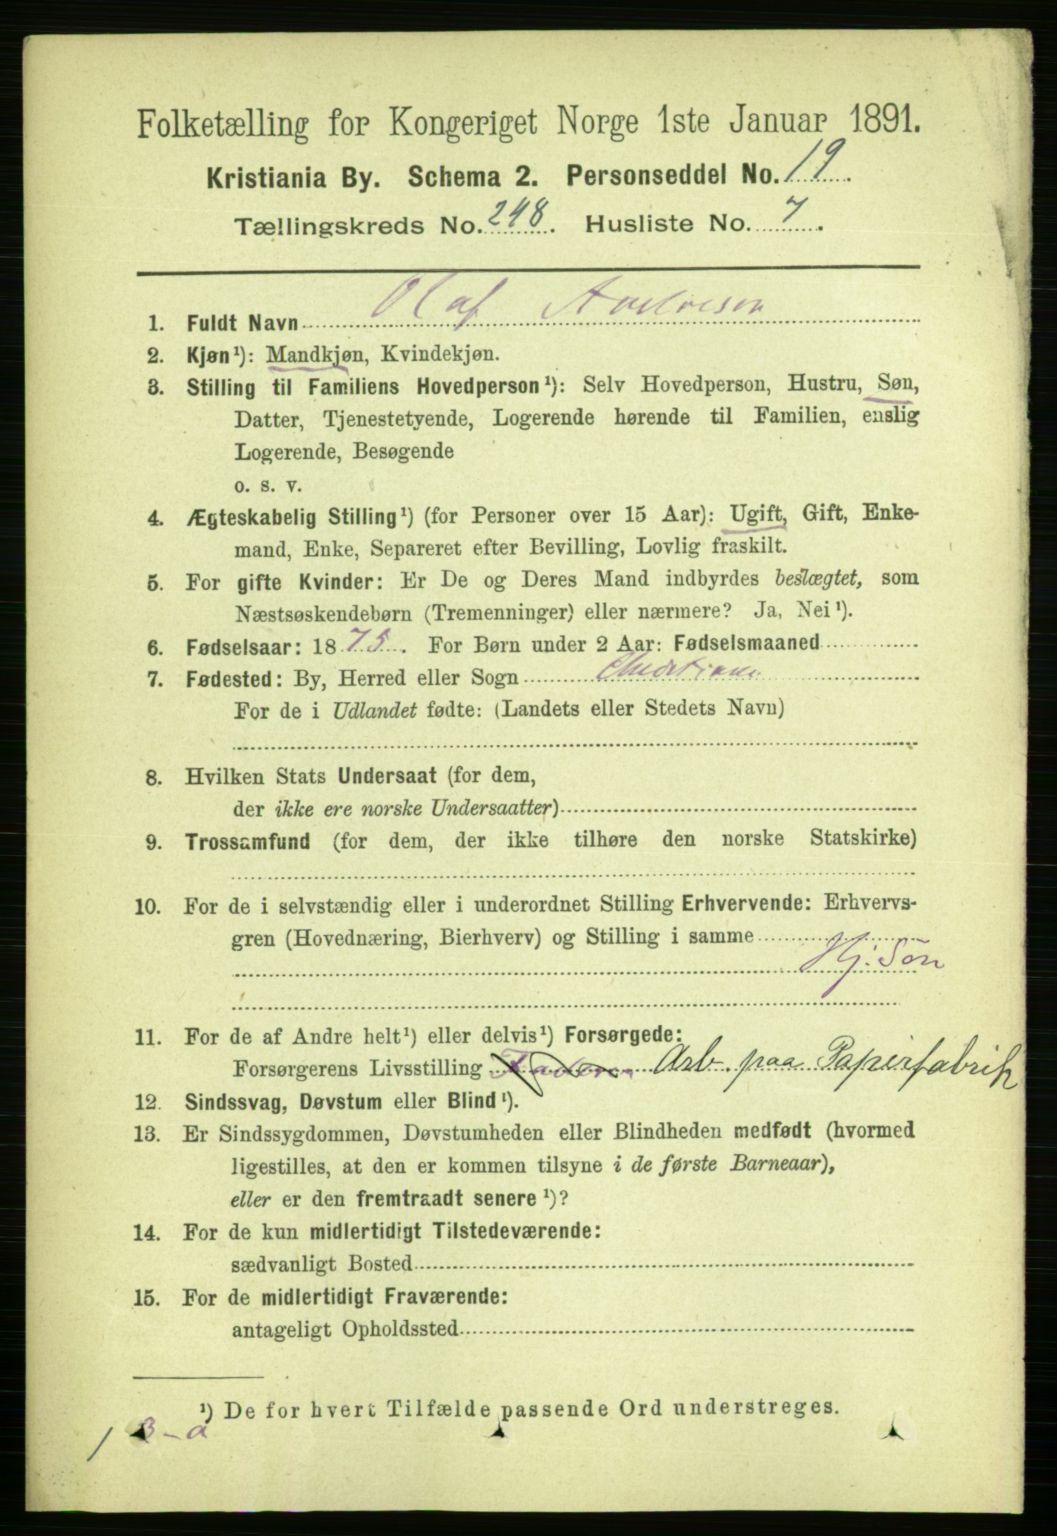 Folketælling for Kongeriget Norge 1ste Januar 1891.
Kristiania By. Schema 2. Personseddel No. 19.
Tællingskreds No. 248. Husliste No. 7.
1. Fuldt Navn Olaf
2. Kjøn¹): Mandkjøn, Kvindekjøn.
3. Stilling til Familiens Hovedperson¹): Selv Hovedperson, Hustru, Søn,
Datter, Tjenestetyende, Logerende hørende til Familien, enslig
Logerende, Besøgende
o. s. v.
4. Ægteskabelig Stilling¹) (for Personer over 15 Aar): Ugift, Gift, Enke-
mand, Enke, Separeret efter Bevilling, Lovlig fraskilt.
5. For gifte Kvinder: Er De og Deres Mand indbyrdes beslægtet, som
Næstsøskendebørn (Tremenninger) eller nærmere? Ja, Nei¹).
6. Fødselsaar: 1875. For Børn under 2 Aar: Fødselsmaaned
7. Fødested: By, Herred eller Sogn
For de i Udlandet fødte: (Landets eller Stedets Navn)
8. Hvilken Stats Undersaat (for dem,
der ikke ere norske Undersaatter)
9. Trossamfund (for dem, der ikke tilhøre den norske Statskirke)
10. For de i selvstændig eller i underordnet Stilling Erhvervende: Erhvervs-
gren (Hovednæring, Bierhverv) og Stilling i samme
Hj. Søn
11. For de af Andre helt¹) eller delvis¹) Forsørgede:
Forsørgerens Livsstilling Arb. paa Papirfabrik
12. Sindssvag, Døvstum eller Blind¹).
13. Er Sindssygdommen, Døvstumheden eller Blindheden medfødt (hvormed
ligestilles, at den er kommen tilsyne i de første Barneaar),
eller er den fremtraadt senere¹)?
14. For de kun midlertidigt Tilstedeværende:
sædvanligt Bosted
15. For de midlertidigt Fraværende:
antageligt Opholdssted
¹) De for hvert Tilfælde passende Ord understreges.